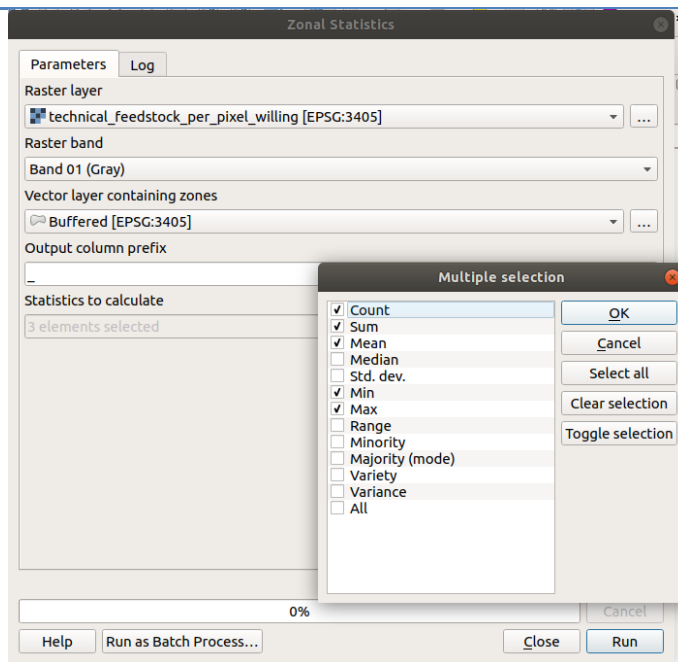 Zonal Statistics
Parameters Log
Raster layer
technical_feedstock_per_pixel_willing [EPSG:3405]
...
Raster band
Band 01 (Gray)
Vector layer containing zones
Buffered [EPSG:3405]
...
Output column prefix
_
Statistics to calculate
3 elements selected
Multiple selection
Count
Sum
Mean
Median
Std. dev.
Min
Max
Range
Minority
Majority (mode)
Variety
Variance
All
OK
Cancel
Select all
Clear selection
Toggle selection
0%
Cancel
Help Run as Batch Process... Close Run